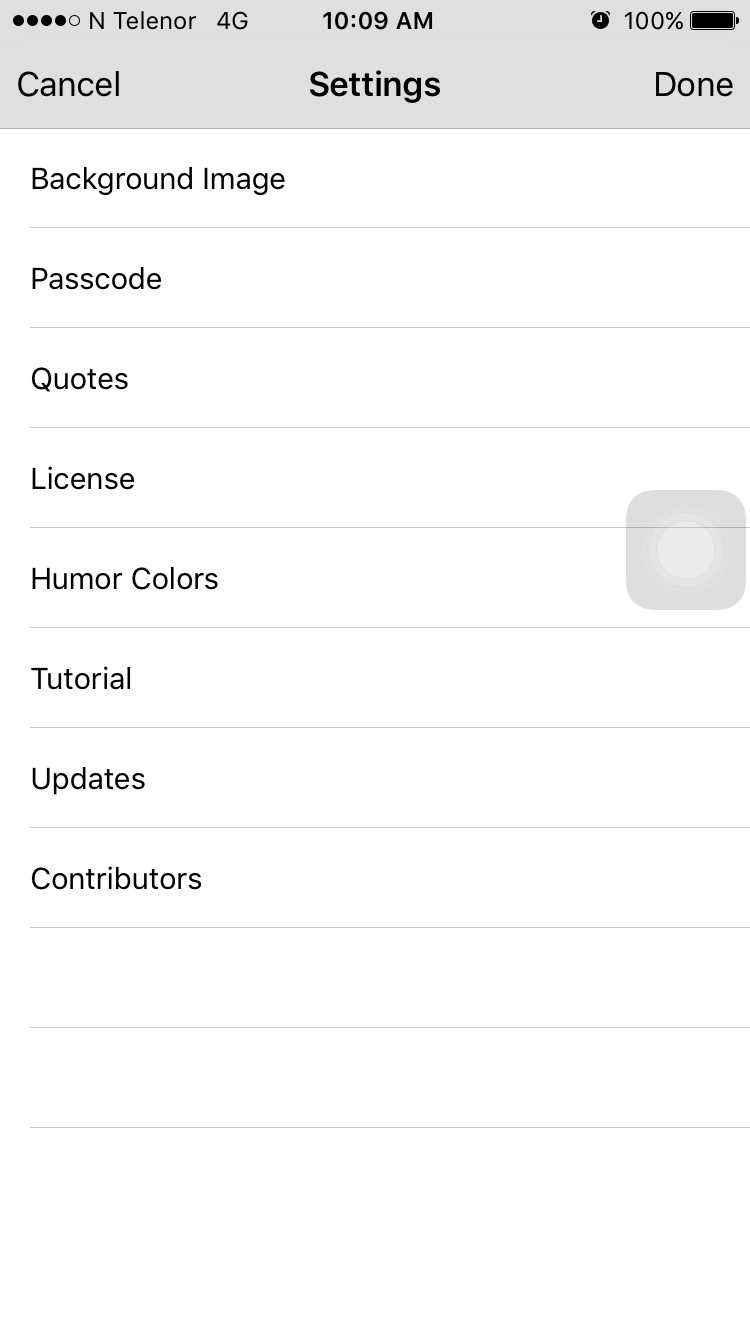 N Telenor 4G 10:09 AM 100%
Cancel Settings Done
Background Image
Passcode
Quotes
License
Humor Colors
Tutorial
Updates
Contributors